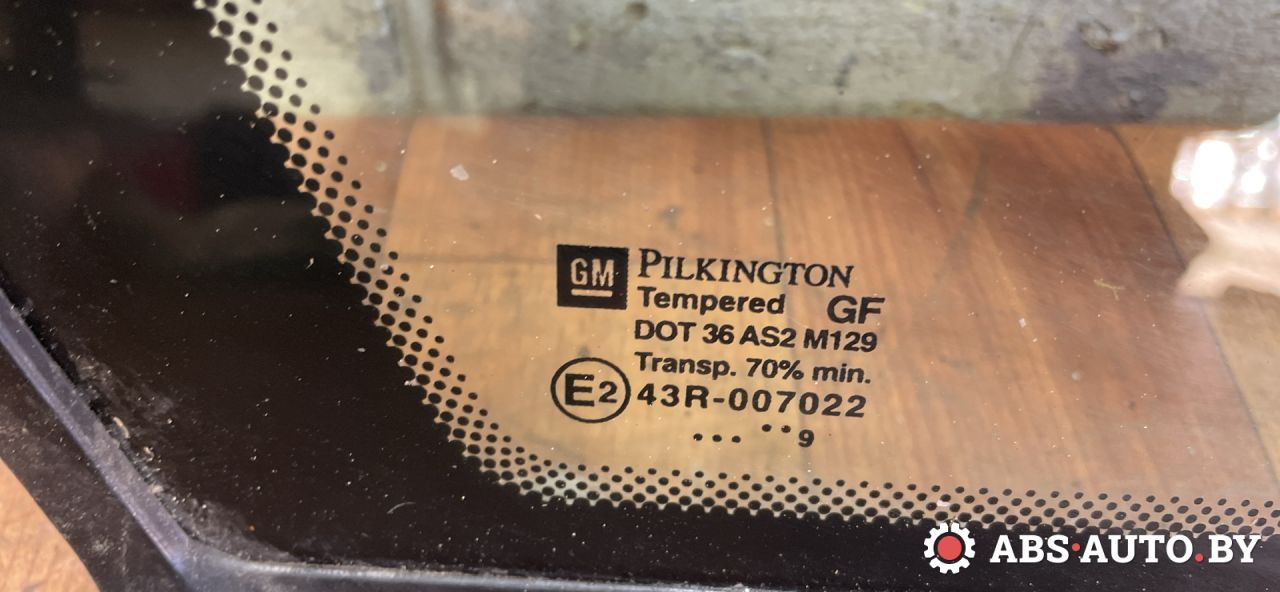 GM PILKINGTON
Tempered GF
DOT 36 AS2 M129
Transp. 70% min.
E2 43R-007022
... ..9
ABS·AUTO.BY